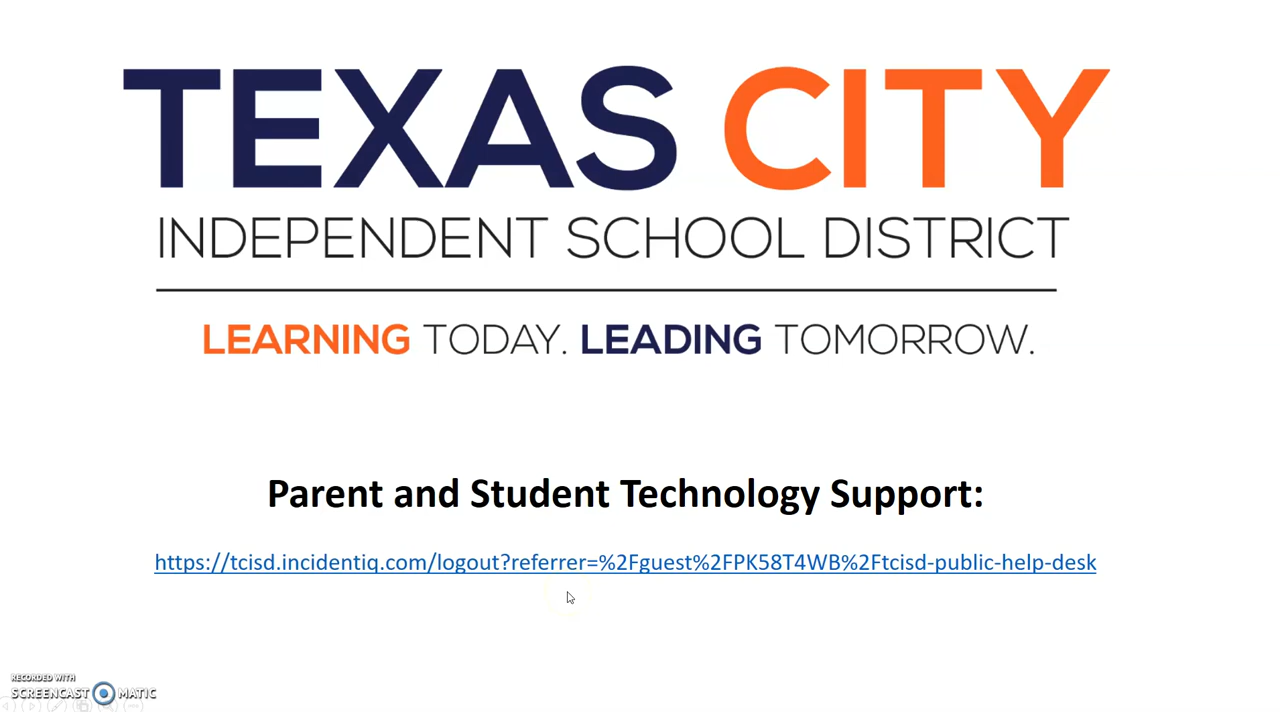 TEXAS CITY
INDEPENDENT SCHOOL DISTRICT
LEARNING TODAY. LEADING TOMORROW.
Parent and Student Technology Support:
https://tcisd.incidentiq.com/logout?referrer=%2Fguest%2FPK58T4WB%2Ftcisd-public-help-desk
RECORDED WITH
SCREENCAST MATIC